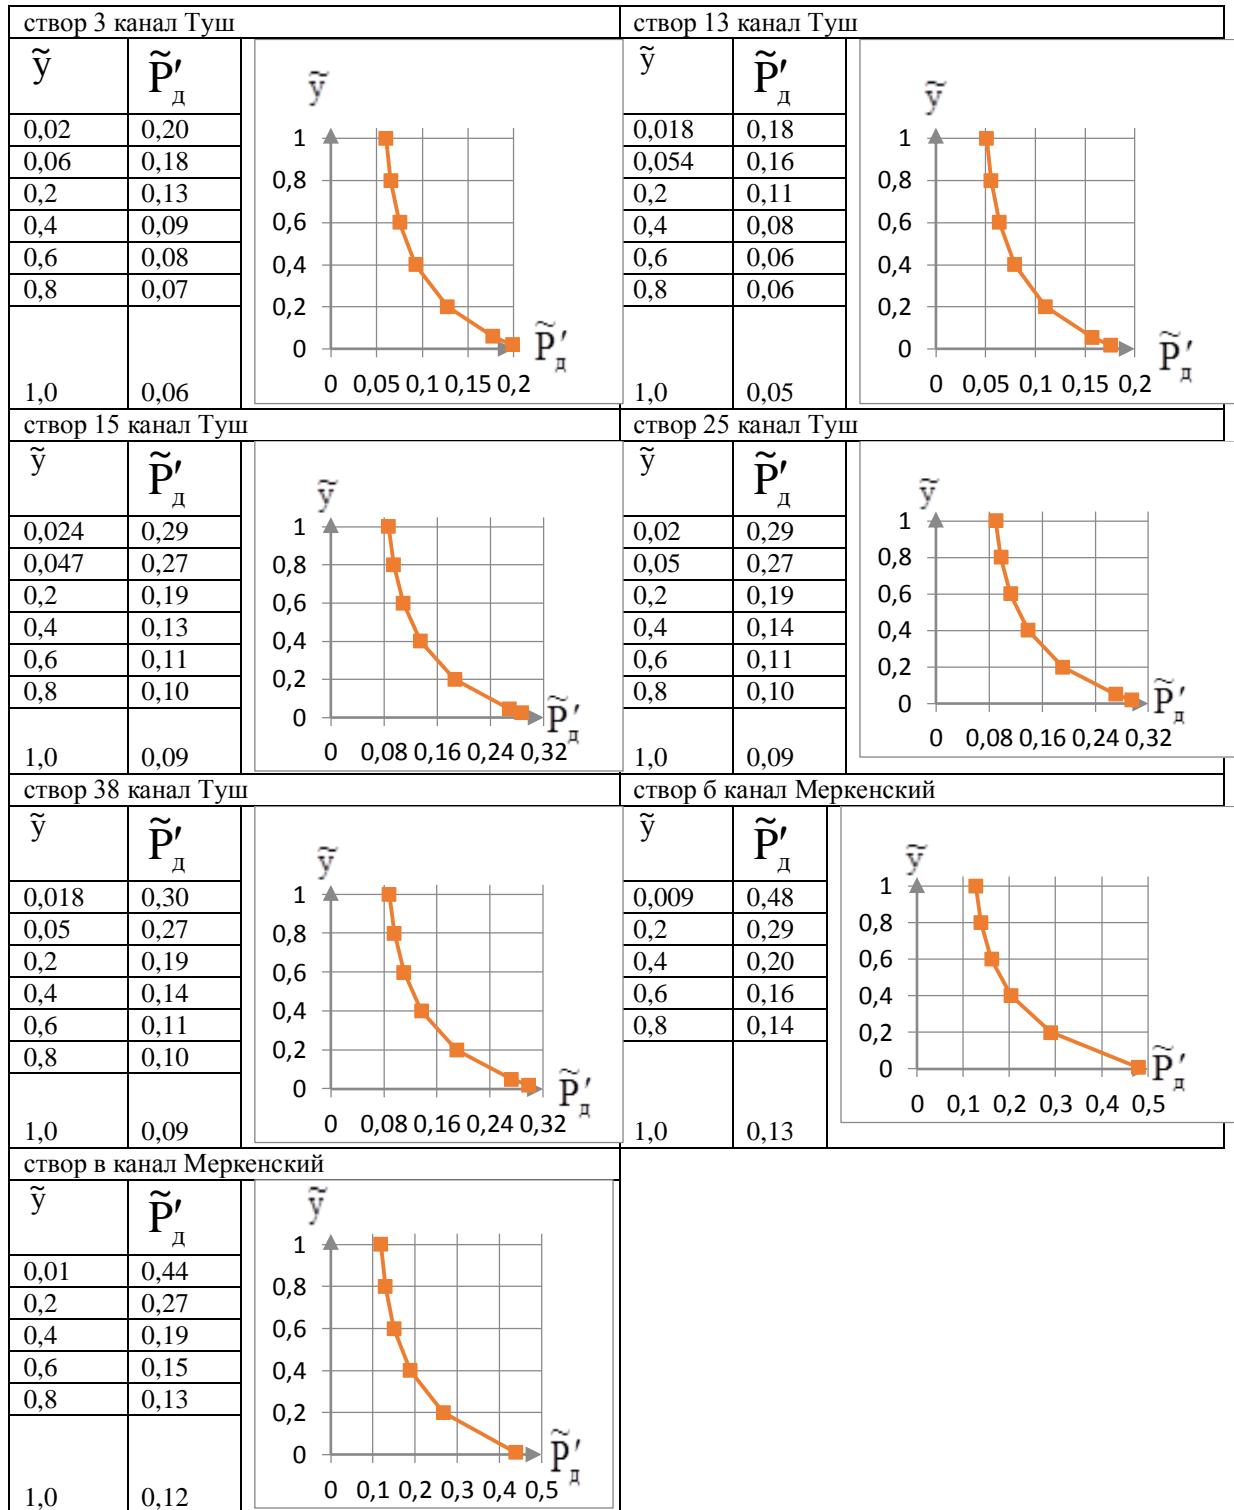 створ 3 канал Туш
ỹ P̃′д
0,02 0,20
0,06 0,18
0,2 0,13
0,4 0,09
0,6 0,08
0,8 0,07
1,0 0,06
ỹ
1
0,8
0,6
0,4
0,2
0
P̃′д
0 0,05 0,1 0,15 0,2
створ 13 канал Туш
ỹ P̃′д
0,018 0,18
0,054 0,16
0,2 0,11
0,4 0,08
0,6 0,06
0,8 0,06
1,0 0,05
ỹ
1
0,8
0,6
0,4
0,2
0
P̃′д
0 0,05 0,1 0,15 0,2
створ 15 канал Туш
ỹ P̃′д
0,024 0,29
0,047 0,27
0,2 0,19
0,4 0,13
0,6 0,11
0,8 0,10
1,0 0,09
ỹ
1
0,8
0,6
0,4
0,2
0
P̃′д
0 0,08 0,16 0,24 0,32
створ 25 канал Туш
ỹ P̃′д
0,02 0,29
0,05 0,27
0,2 0,19
0,4 0,14
0,6 0,11
0,8 0,10
1,0 0,09
ỹ
1
0,8
0,6
0,4
0,2
0
P̃′д
0 0,08 0,16 0,24 0,32
створ 38 канал Туш
ỹ P̃′д
0,018 0,30
0,05 0,27
0,2 0,19
0,4 0,14
0,6 0,11
0,8 0,10
1,0 0,09
ỹ
1
0,8
0,6
0,4
0,2
0
P̃′д
0 0,08 0,16 0,24 0,32
створ б канал Меркенский
ỹ P̃′д
0,009 0,48
0,2 0,29
0,4 0,20
0,6 0,16
0,8 0,14
1,0 0,13
ỹ
1
0,8
0,6
0,4
0,2
0
P̃′д
0 0,1 0,2 0,3 0,4 0,5
створ в канал Меркенский
ỹ P̃′д
0,01 0,44
0,2 0,27
0,4 0,19
0,6 0,15
0,8 0,13
1,0 0,12
ỹ
1
0,8
0,6
0,4
0,2
0
P̃′д
0 0,1 0,2 0,3 0,4 0,5